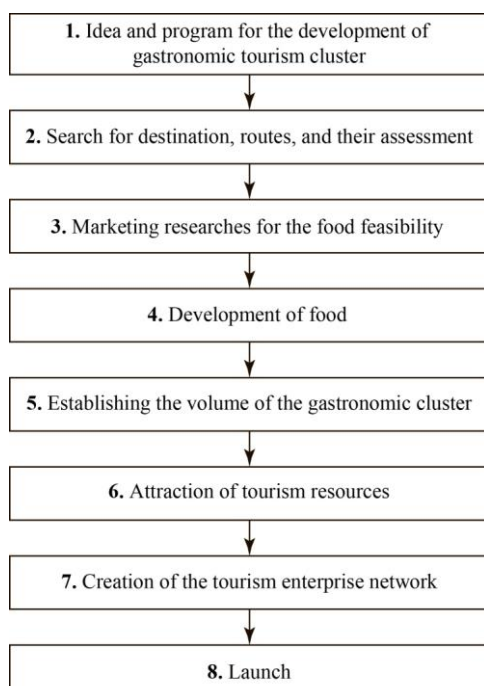 1. Idea and program for the development of
gastronomic tourism cluster
2. Search for destination, routes, and their assessment
3. Marketing researches for the food feasibility
4. Development of food
5. Establishing the volume of the gastronomic cluster
6. Attraction of tourism resources
7. Creation of the tourism enterprise network
8. Launch